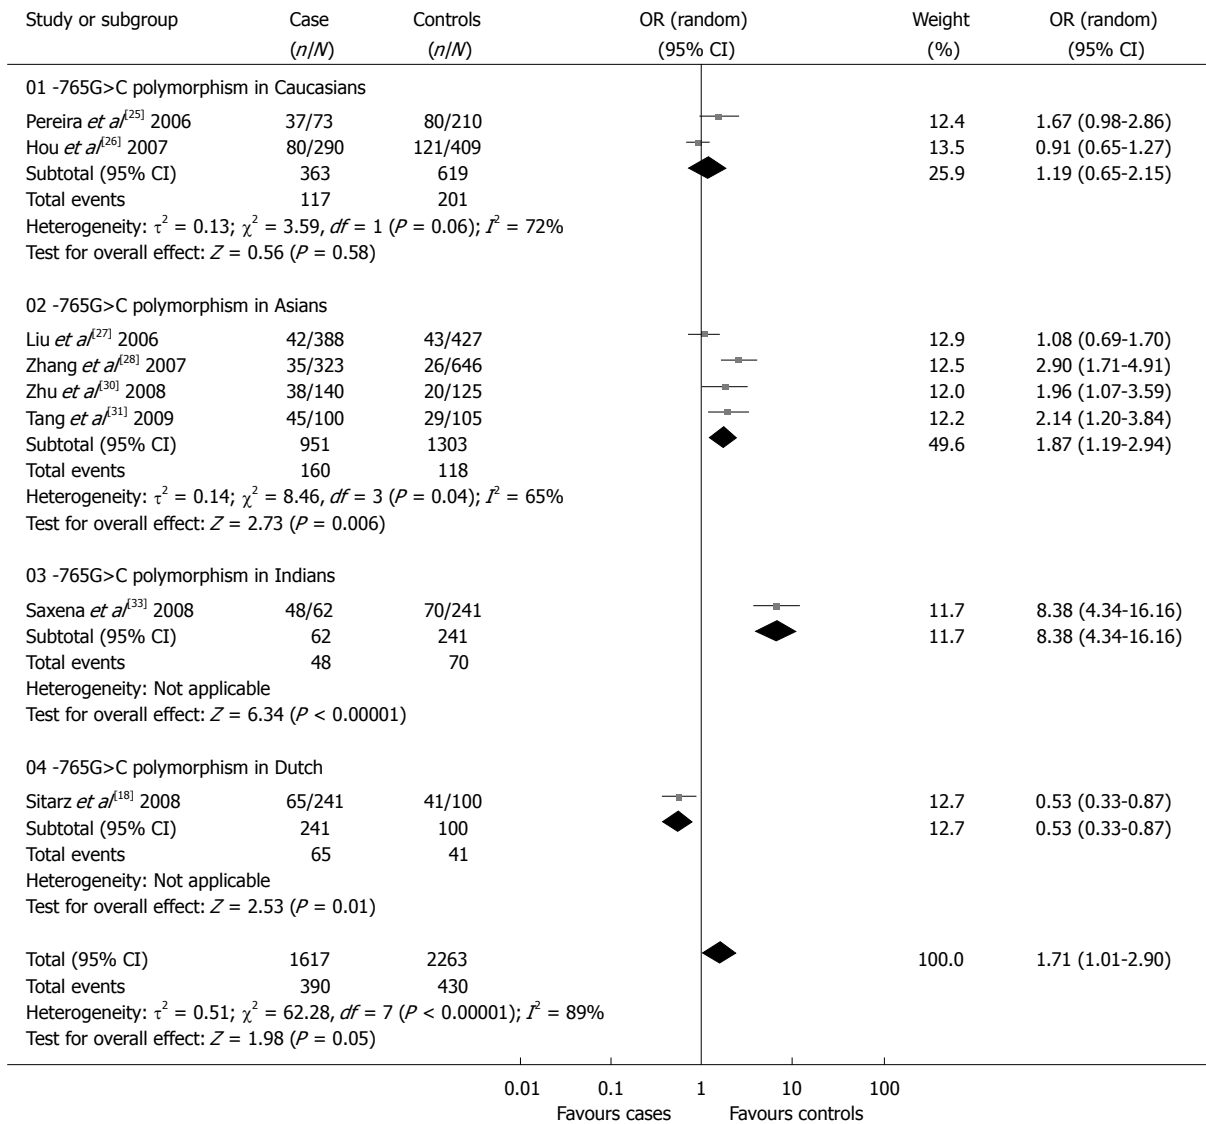 Study or subgroup Case Controls OR (random) Weight OR (random)
(n/N) (n/N) (95% CI) (%) (95% CI)
01 -765G>C polymorphism in Caucasians
Pereira et al[25] 2006 37/73 80/210 12.4 1.67 (0.98-2.86)
Hou et al[26] 2007 80/290 121/409 13.5 0.91 (0.65-1.27)
Subtotal (95% CI) 363 619 25.9 1.19 (0.65-2.15)
Total events 117 201
Heterogeneity: τ² = 0.13; χ² = 3.59, df = 1 (P = 0.06); I² = 72%
Test for overall effect: Z = 0.56 (P = 0.58)
02 -765G>C polymorphism in Asians
Liu et al[27] 2006 42/388 43/427 12.9 1.08 (0.69-1.70)
Zhang et al[28] 2007 35/323 26/646 12.5 2.90 (1.71-4.91)
Zhu et al[30] 2008 38/140 20/125 12.0 1.96 (1.07-3.59)
Tang et al[31] 2009 45/100 29/105 12.2 2.14 (1.20-3.84)
Subtotal (95% CI) 951 1303 49.6 1.87 (1.19-2.94)
Total events 160 118
Heterogeneity: τ² = 0.14; χ² = 8.46, df = 3 (P = 0.04); I² = 65%
Test for overall effect: Z = 2.73 (P = 0.006)
03 -765G>C polymorphism in Indians
Saxena et al[33] 2008 48/62 70/241 11.7 8.38 (4.34-16.16)
Subtotal (95% CI) 62 241 11.7 8.38 (4.34-16.16)
Total events 48 70
Heterogeneity: Not applicable
Test for overall effect: Z = 6.34 (P < 0.00001)
04 -765G>C polymorphism in Dutch
Sitarz et al[18] 2008 65/241 41/100 12.7 0.53 (0.33-0.87)
Subtotal (95% CI) 241 100 12.7 0.53 (0.33-0.87)
Total events 65 41
Heterogeneity: Not applicable
Test for overall effect: Z = 2.53 (P = 0.01)
Total (95% CI) 1617 2263 100.0 1.71 (1.01-2.90)
Total events 390 430
Heterogeneity: τ² = 0.51; χ² = 62.28, df = 7 (P < 0.00001); I² = 89%
Test for overall effect: Z = 1.98 (P = 0.05)
0.01 0.1 1 10 100
Favours cases Favours controls